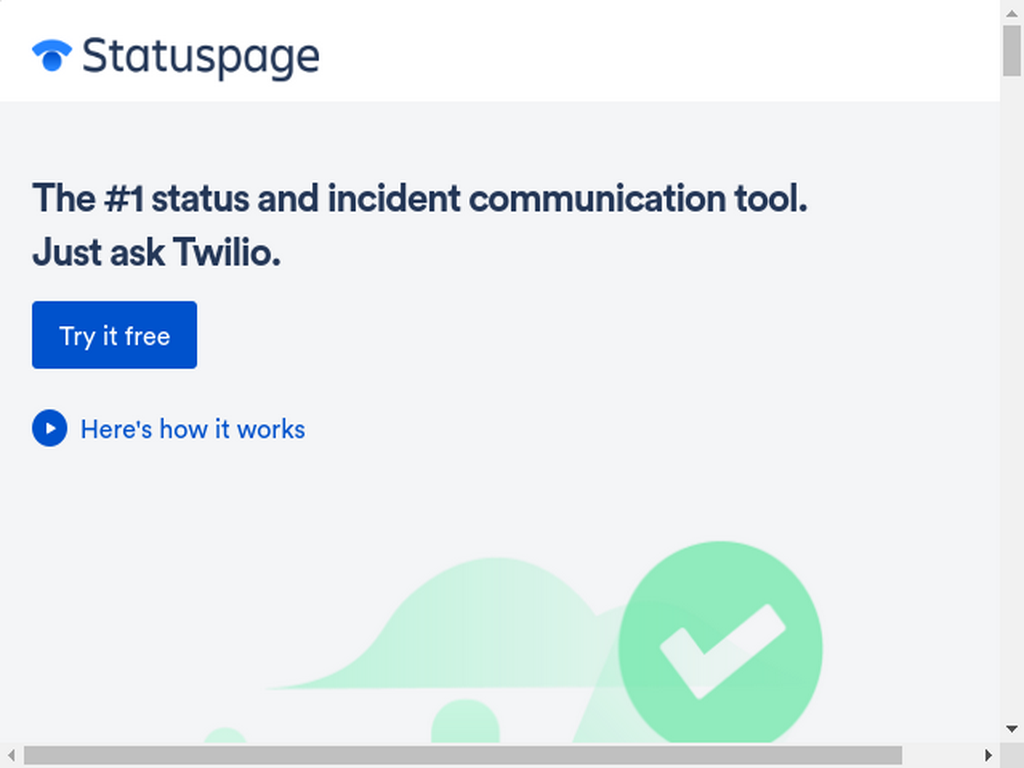 Statuspage
The #1 status and incident communication tool.
Just ask Twilio.
Try it free
Here's how it works